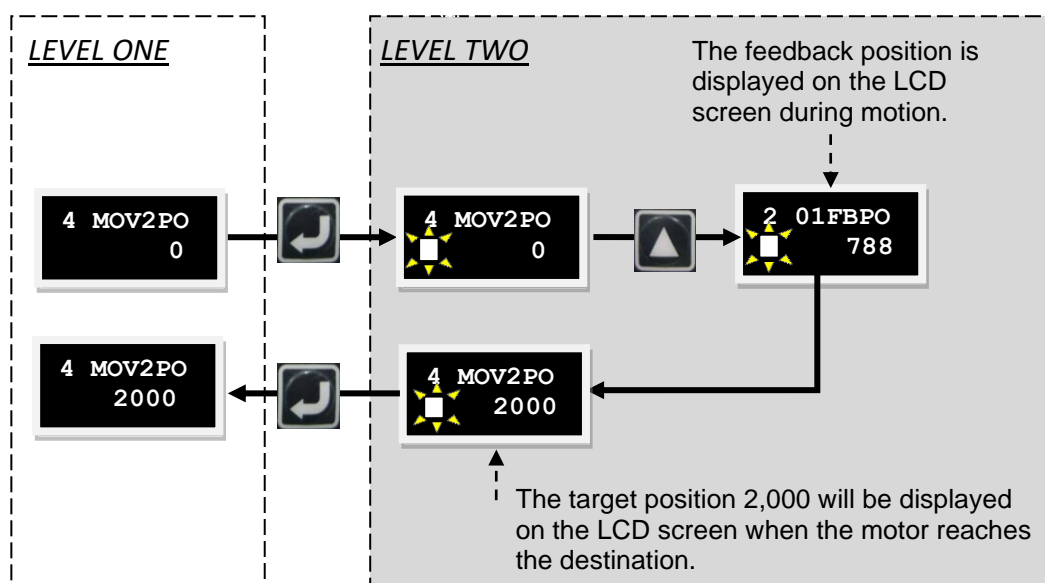 LEVEL ONE
LEVEL TWO
The feedback position is
displayed on the LCD
screen during motion.
4 MOV2PO
0
4 MOV2PO
0
2 01FBPO
788
4 MOV2PO
2000
4 MOV2PO
2000
The target position 2,000 will be displayed
on the LCD screen when the motor reaches
the destination.